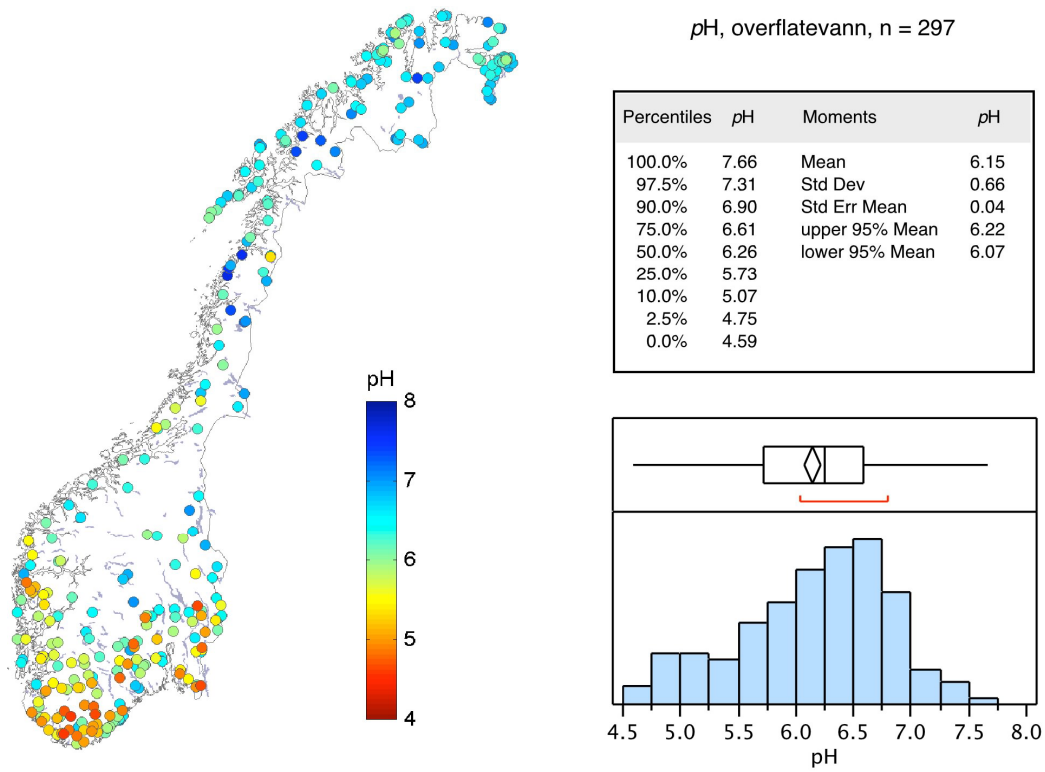 pH, overflatevann, n = 297
Percentiles pH Moments pH
100.0% 7.66 Mean 6.15
97.5% 7.31 Std Dev 0.66
90.0% 6.90 Std Err Mean 0.04
75.0% 6.61 upper 95% Mean 6.22
50.0% 6.26 lower 95% Mean 6.07
25.0% 5.73
10.0% 5.07
2.5% 4.75
0.0% 4.59
pH
8
7
6
5
4
4.5 5.0 5.5 6.0 6.5 7.0 7.5 8.0
pH